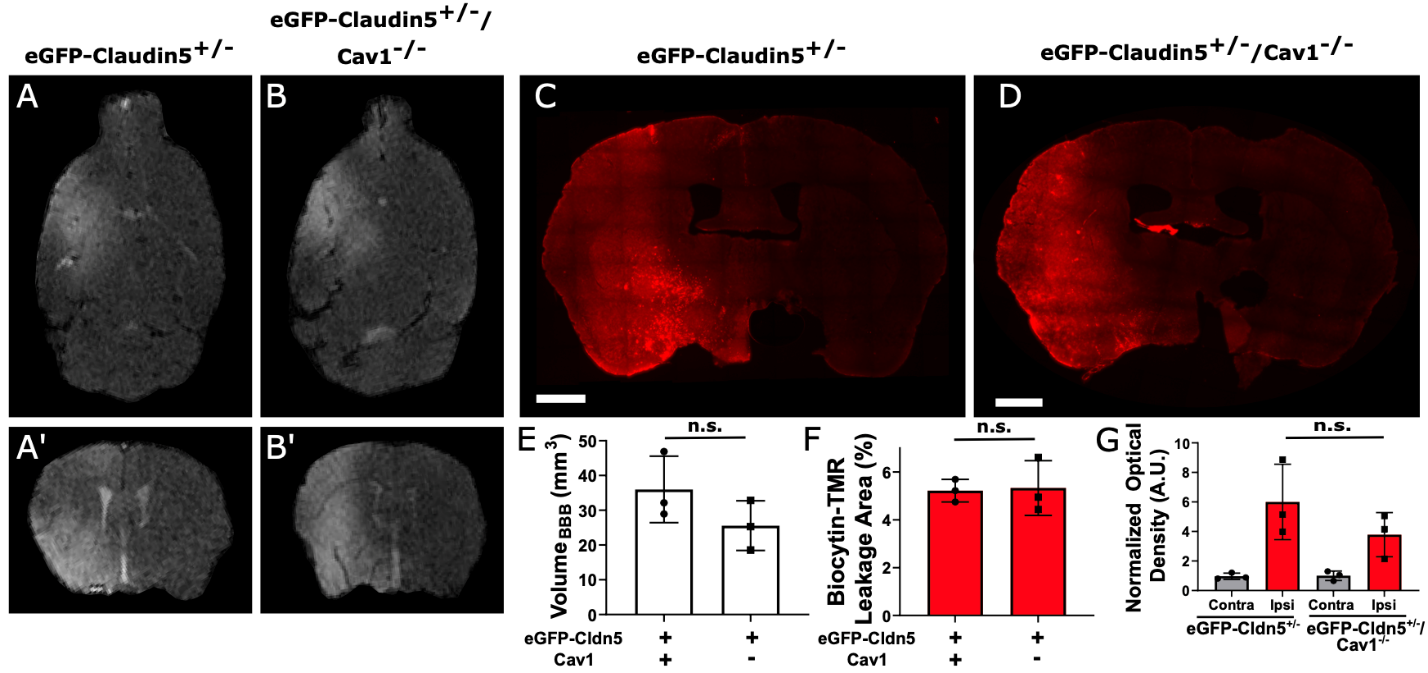 eGFP-Claudin5+/-
eGFP-Claudin5+/-/
Cav1-/-
eGFP-Claudin5+/-
eGFP-Claudin5+/-/Cav1-/-
A
B
C
D
A'
B'
E
n.s.
VolumeBBB (mm3)
50
40
30
20
10
0
eGFP-Cldn5 + +
Cav1 + -
F
n.s.
Biocytin-TMR
Leakage Area (%)
6
4
2
0
eGFP-Cldn5 + +
Cav1 + -
G
n.s.
Normalized Optical
Density (A.U.)
10
8
6
4
2
0
Contra Ipsi Contra Ipsi
eGFP-Cldn5+/- eGFP-Cldn5+/-/
Cav1-/-